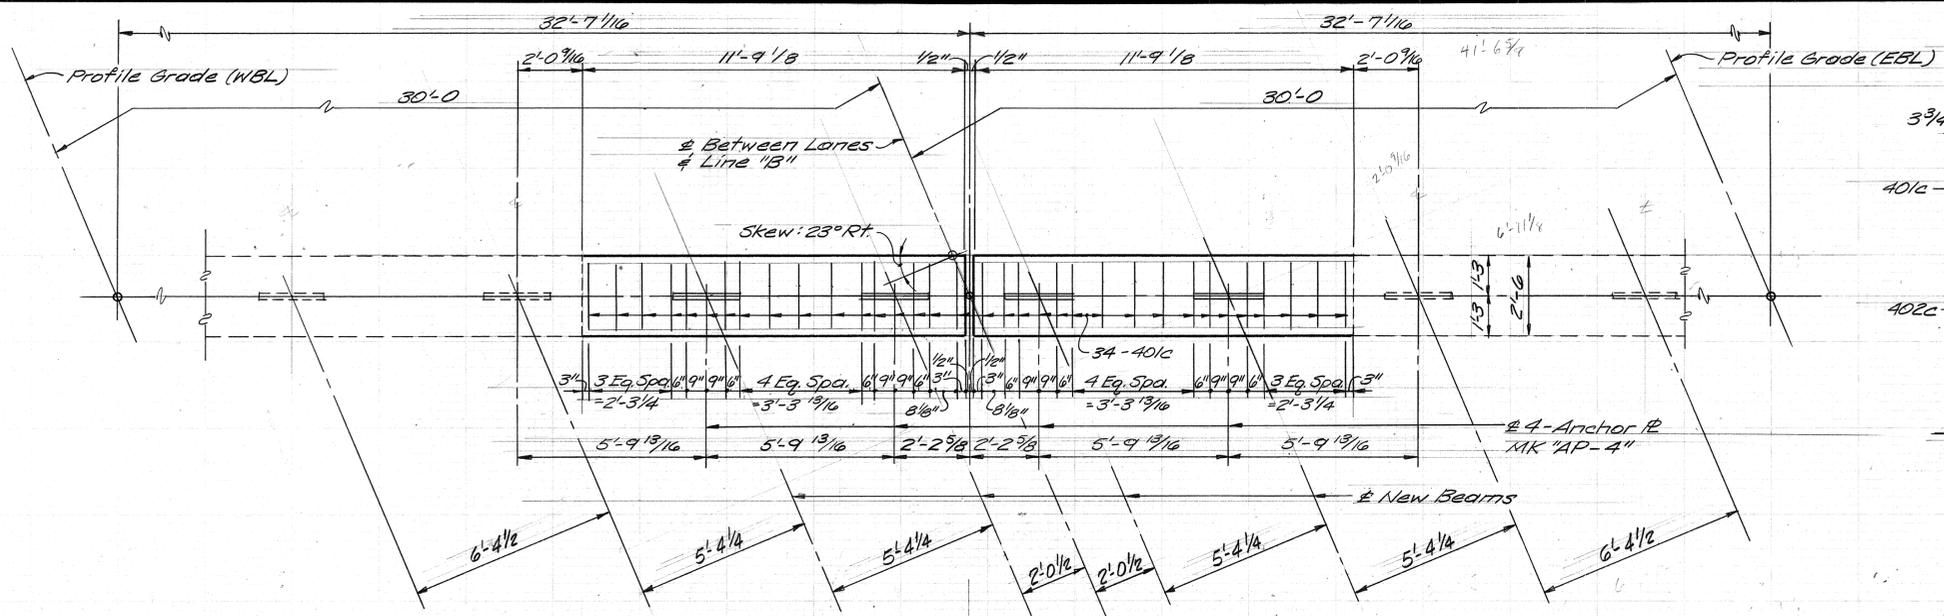 32'-7 1/16
32'-7 1/16
2'-0 9/16
11'-9 1/8
1/2"
1/2"
11'-9 1/8
2'-0 9/16
41'-6 5/8
Profile Grade (WBL)
Profile Grade (EBL)
30'-0
30'-0
3 3/4
℄ Between Lanes
& Line "B"
2'-0 9/16
401c
Skew: 23° Rt.
6'-11 1/8
1'-3
1'-3
2'-6
402c
34-401c
1/2"
1/2"
3" 3 Eq. Spa. 6" 9" 9" 6" 4 Eq. Spa. 6" 9" 9" 6" 3" 3" 6" 9" 9" 6" 4 Eq. Spa. 6" 9" 9" 6" 3 Eq. Spa. 3"
=2'-3 1/4 =3'-3 13/16 8 1/8" 8 1/8" =3'-3 13/16 =2'-3 1/4
5'-9 13/16 5'-9 13/16 2'-2 5/8 2'-2 5/8 5'-9 13/16 5'-9 13/16
℄ 4-Anchor ℙL
MK "AP-4"
℄ New Beams
6'-4 1/2
5'-4 1/4
5'-4 1/4
2'-0 1/2
2'-0 1/2
5'-4 1/4
5'-4 1/4
6'-4 1/2